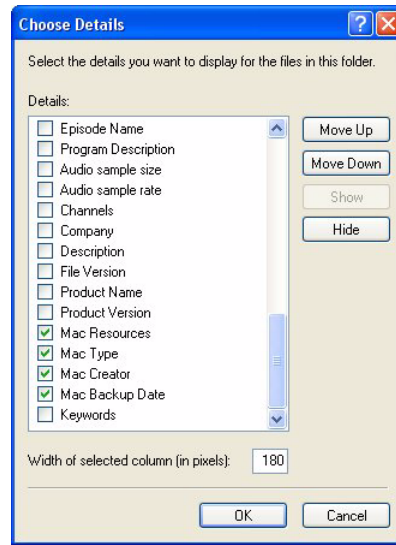 Choose Details
Select the details you want to display for the files in this folder.
Details:
Episode Name
Program Description
Audio sample size
Audio sample rate
Channels
Company
Description
File Version
Product Name
Product Version
Mac Resources
Mac Type
Mac Creator
Mac Backup Date
Keywords
Move Up
Move Down
Show
Hide
Width of selected column (in pixels): 180
OK Cancel